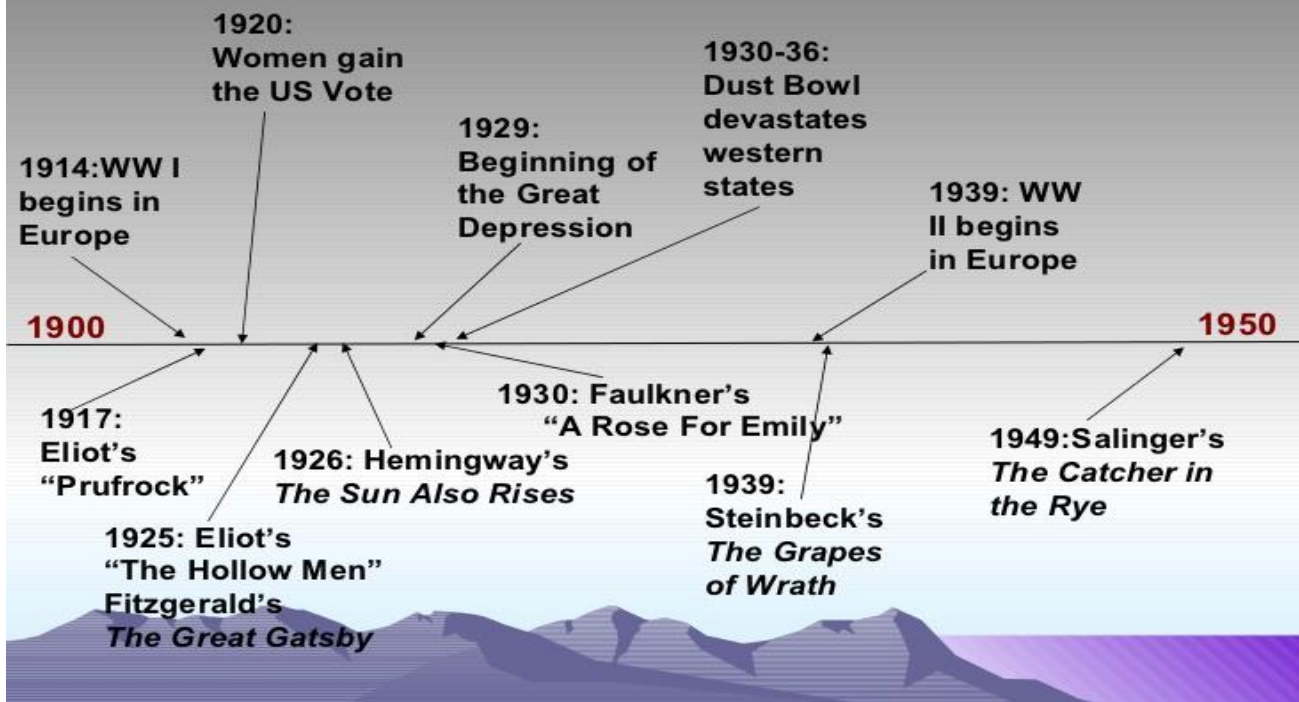 1920:
Women gain
the US Vote
1930-36:
Dust Bowl
devastates
western
states
1929:
Beginning of
the Great
Depression
1914:WW I
begins in
Europe
1939: WW
II begins
in Europe
1900
1950
1917:
Eliot’s
“Prufrock”
1930: Faulkner’s
“A Rose For Emily”
1926: Hemingway’s
The Sun Also Rises
1949:Salinger’s
The Catcher in
the Rye
1939:
Steinbeck’s
The Grapes
of Wrath
1925: Eliot’s
“The Hollow Men”
Fitzgerald’s
The Great Gatsby